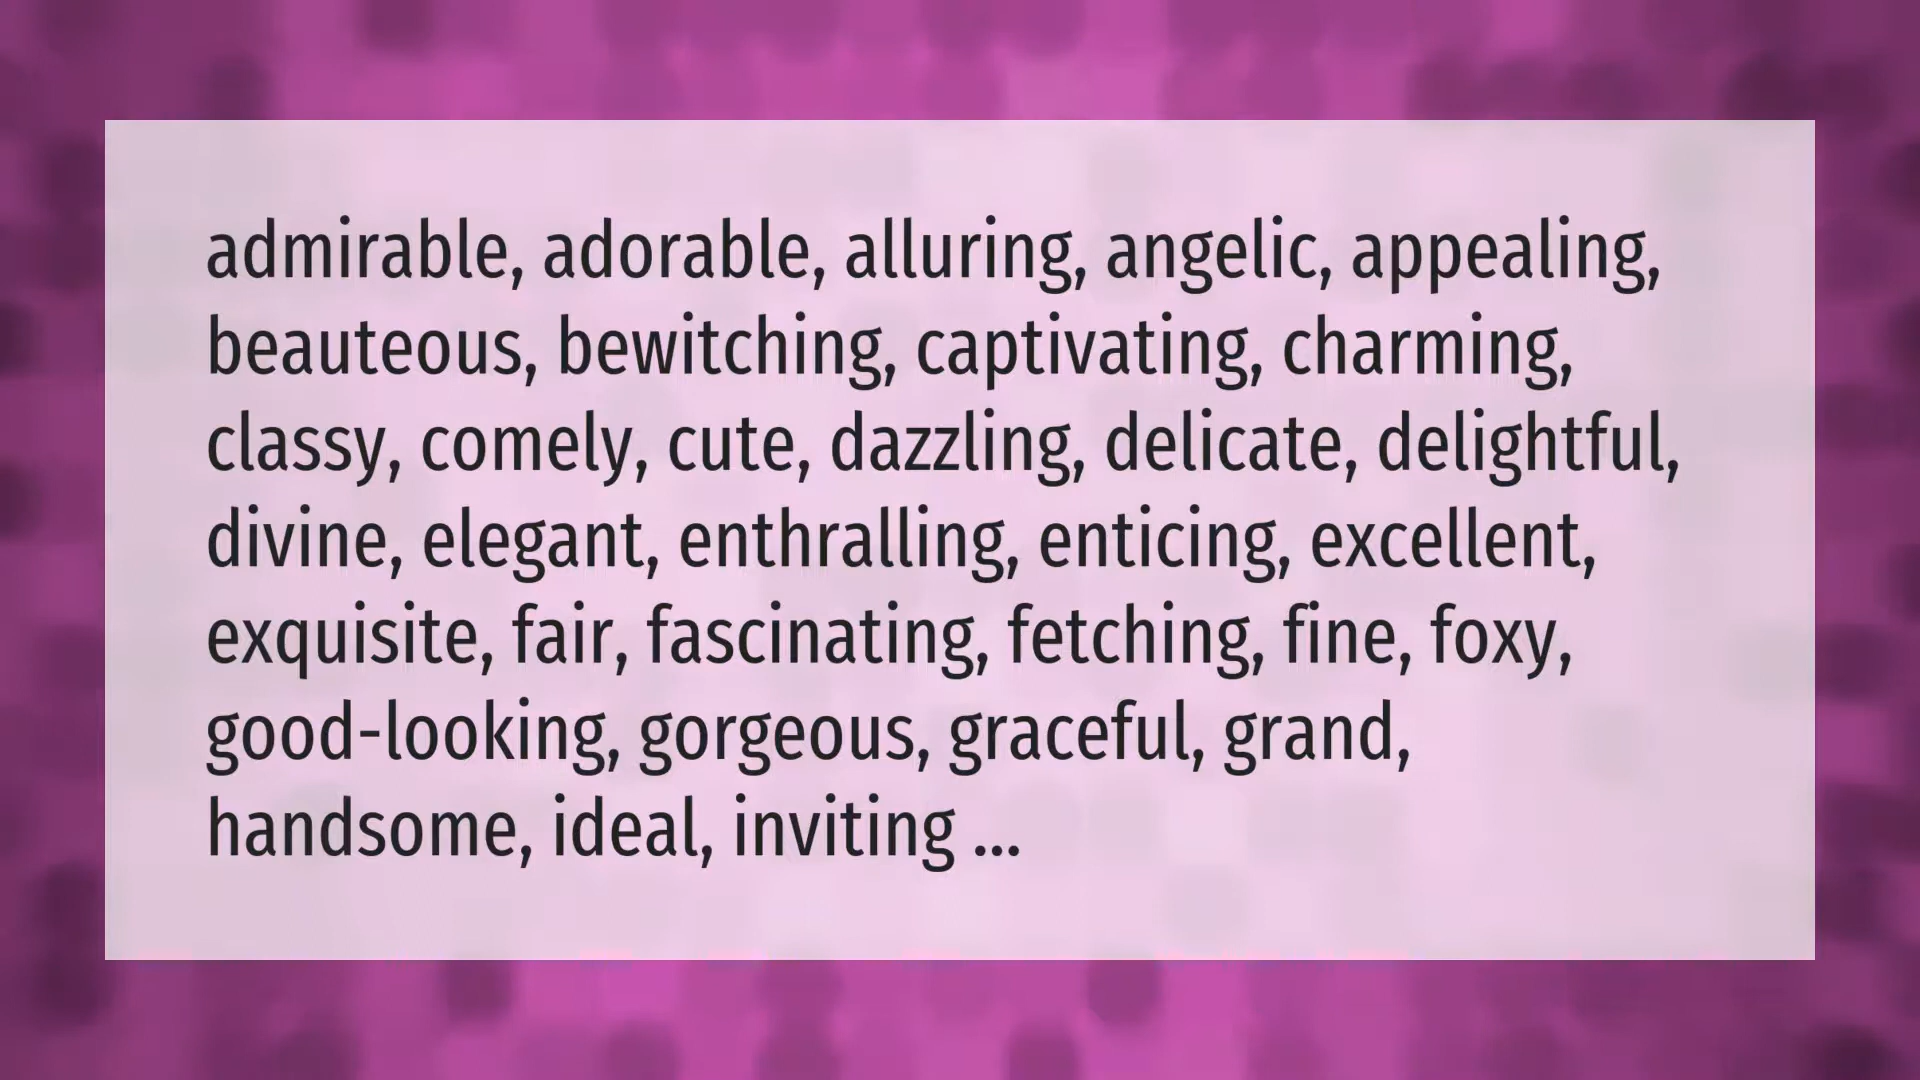 admirable, adorable, alluring, angelic, appealing,
beauteous, bewitching, captivating, charming,
classy, comely, cute, dazzling, delicate, delightful,
divine, elegant, enthralling, enticing, excellent,
exquisite, fair, fascinating, fetching, fine, foxy,
good-looking, gorgeous, graceful, grand,
handsome, ideal, inviting ...